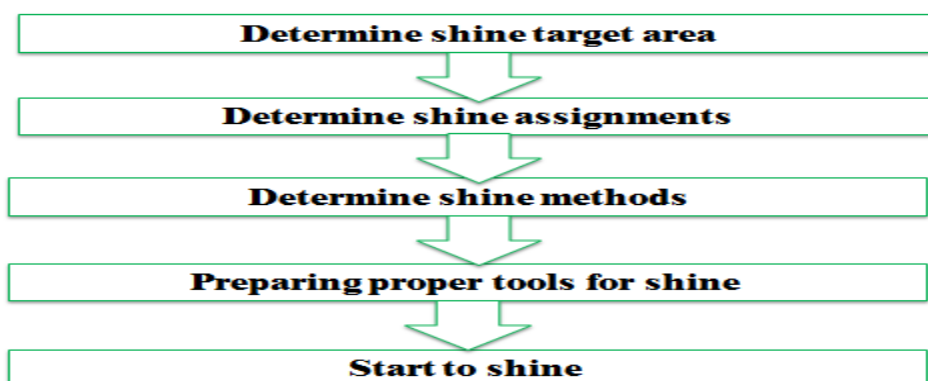 Determine shine target area
Determine shine assignments
Determine shine methods
Preparing proper tools for shine
Start to shine